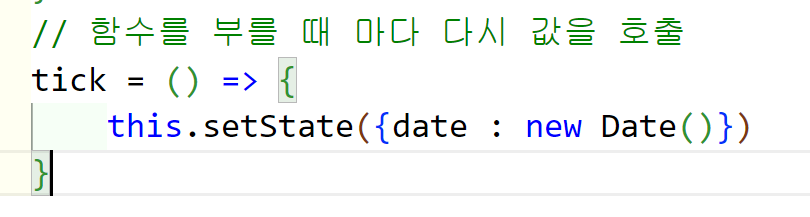 // 함수를 부를 때 마다 다시 값을 호출
tick = () => {
    this.setState({date : new Date()})
}